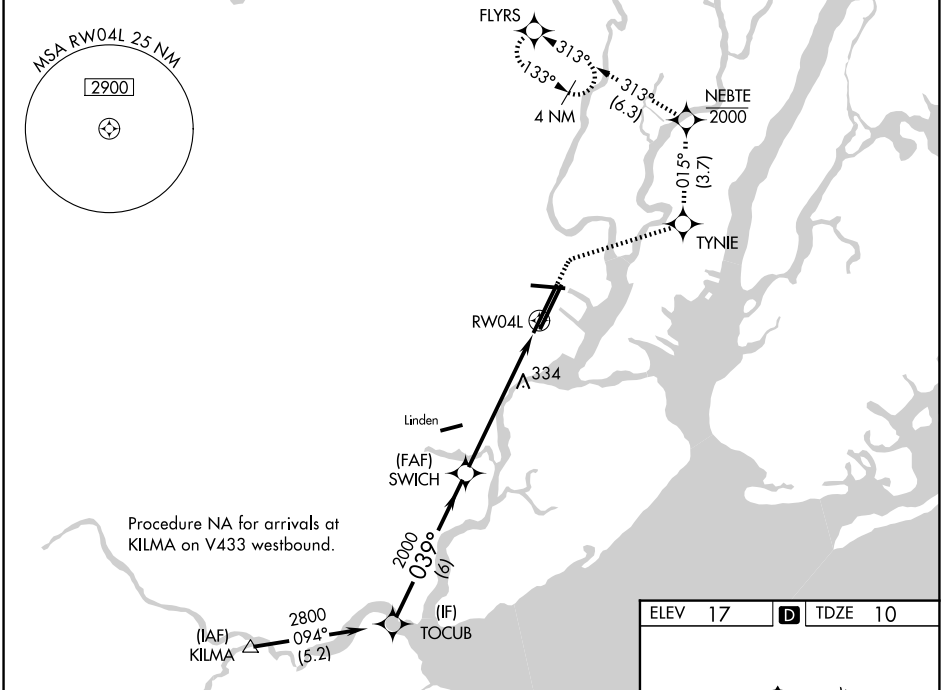 MSA RW04L 25 NM
2900
FLYRS
313°
133°
4 NM
313°
(6.3)
NEBTE
2000
015°
(3.7)
TYNIE
RW04L
334
Linden
(FAF)
SWICH
Procedure NA for arrivals at
KILMA on V433 westbound.
2000
039°
(6)
(IF)
TOCUB
2800
094°
(5.2)
(IAF)
KILMA
ELEV 17 D TDZE 10